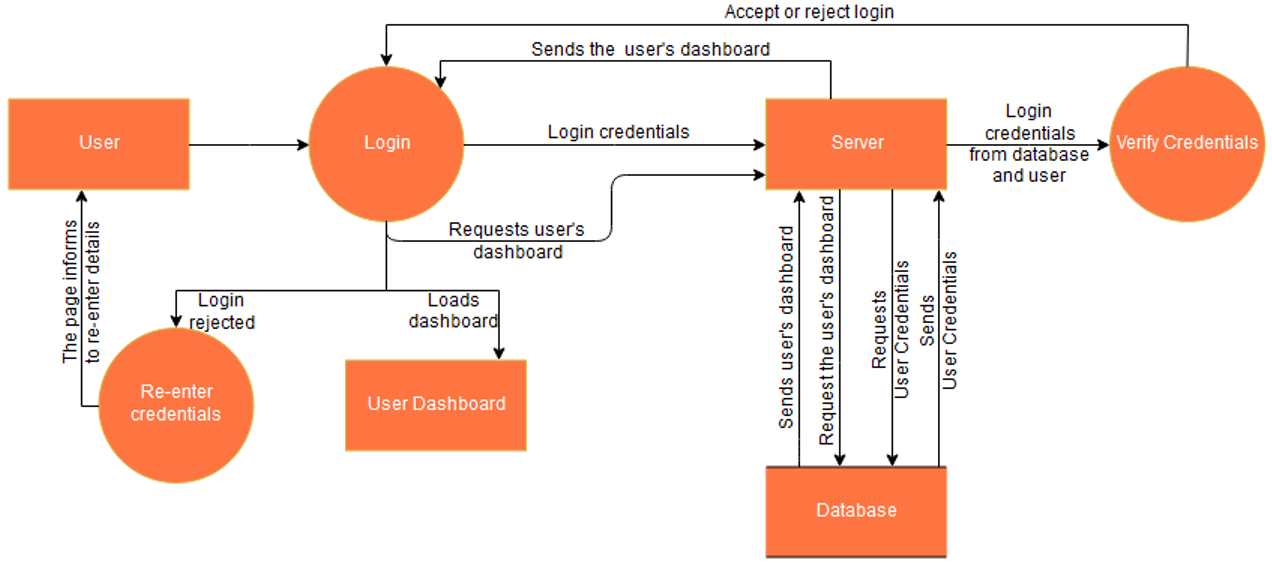 Accept or reject login
Sends the user's dashboard
User
Login
Login credentials
Server
Login
credentials
from database
and user
Verify Credentials
Requests user's
dashboard
The page informs
to re-enter details
Login
rejected
Loads
dashboard
Sends user's dashboard
Request the user's dashboard
Requests
User Credentials
Sends
User Credentials
Re-enter
credentials
User Dashboard
Database